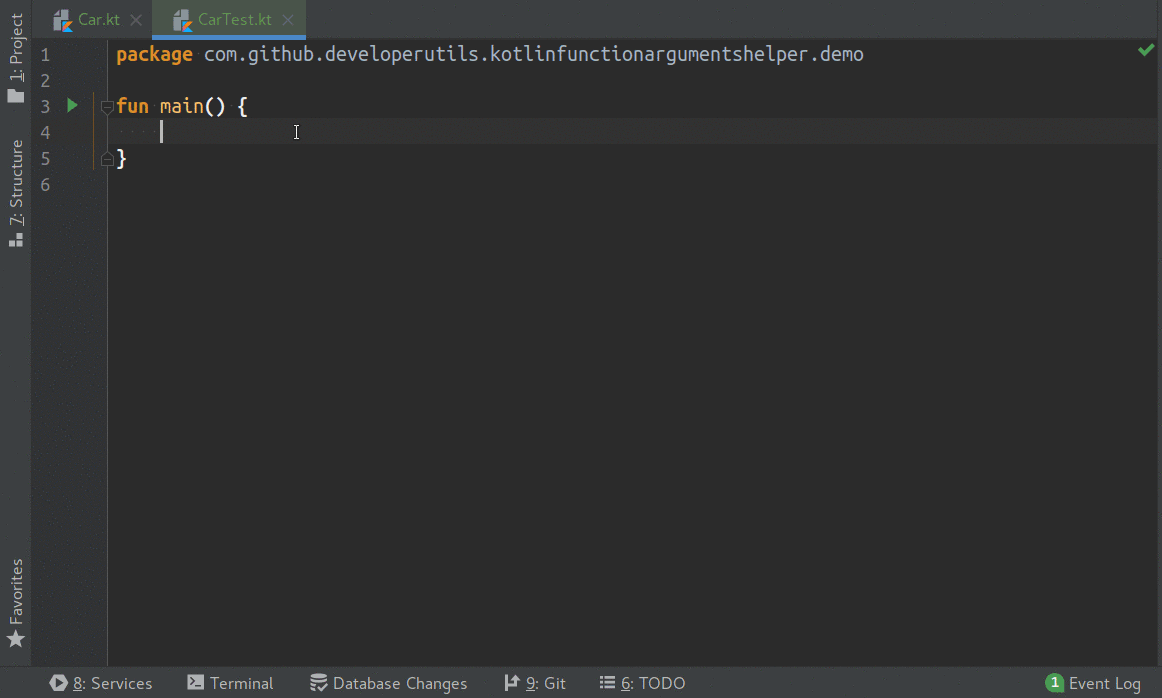 Car.kt
CarTest.kt
1: Project
7: Structure
Favorites
1 package com.github.developerutils.kotlinfunctionargumentshelper.demo
2
3 fun main() {
4
5 }
6
8: Services
Terminal
Database Changes
9: Git
6: TODO
1 Event Log